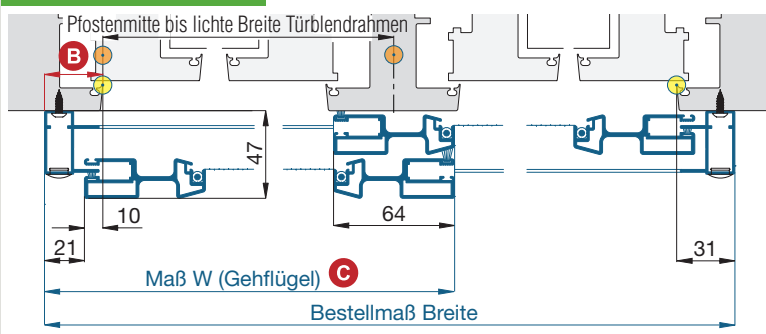 Pfostenmitte bis lichte Breite Türblendrahmen
B
47
10
64
21
31
Maß W (Gehflügel) C
Bestellmaß Breite